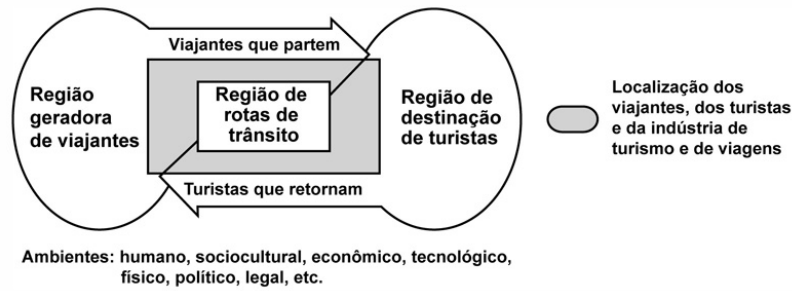 Viajantes que partem
Região
geradora
de viajantes
Região de
rotas de
trânsito
Região de
destinação
de turistas
Turistas que retornam
Localização dos
viajantes, dos turistas
e da indústria de
turismo e de viagens
Ambientes: humano, sociocultural, econômico, tecnológico,
físico, político, legal, etc.